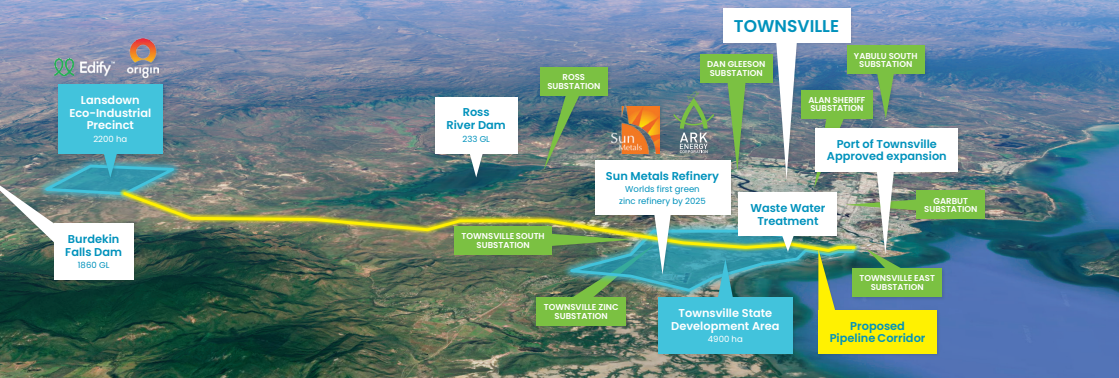 TOWNSVILLE
Edify™
origin
Lansdown
Eco-Industrial
Precinct
2200 ha
Ross
River Dam
233 GL
ROSS
SUBSTATION
DAN GLEESON
SUBSTATION
YABULU SOUTH
SUBSTATION
ALAN SHERIFF
SUBSTATION
Sun
Metals
ARK
ENERGY
CORPORATION
Port of Townsville
Approved expansion
Sun Metals Refinery
Worlds first green
zinc refinery by 2025
Waste Water
Treatment
GARBUT
SUBSTATION
Burdekin
Falls Dam
1860 GL
TOWNSVILLE SOUTH
SUBSTATION
TOWNSVILLE EAST
SUBSTATION
TOWNSVILLE ZINC
SUBSTATION
Townsville State
Development Area
4900 ha
Proposed
Pipeline Corridor